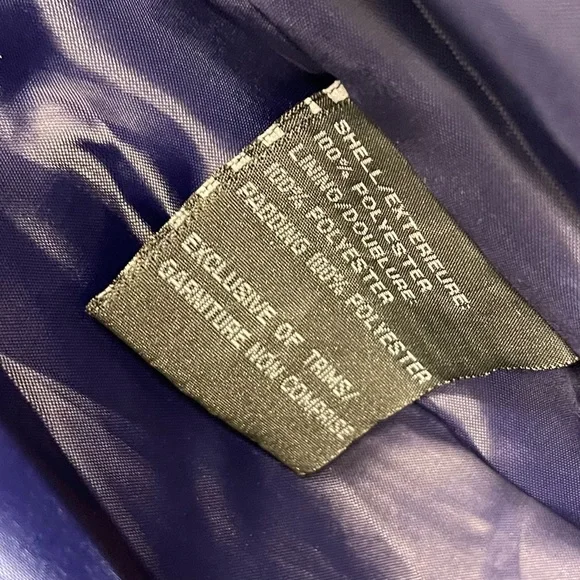 SHELL/EXTERIEURE:
100% POLYESTER
LINING/DOUBLURE:
100% POLYESTER
PADDING 100% POLYESTER
EXCLUSIVE OF TRIMS/
GARNITURE NON COMPRISE